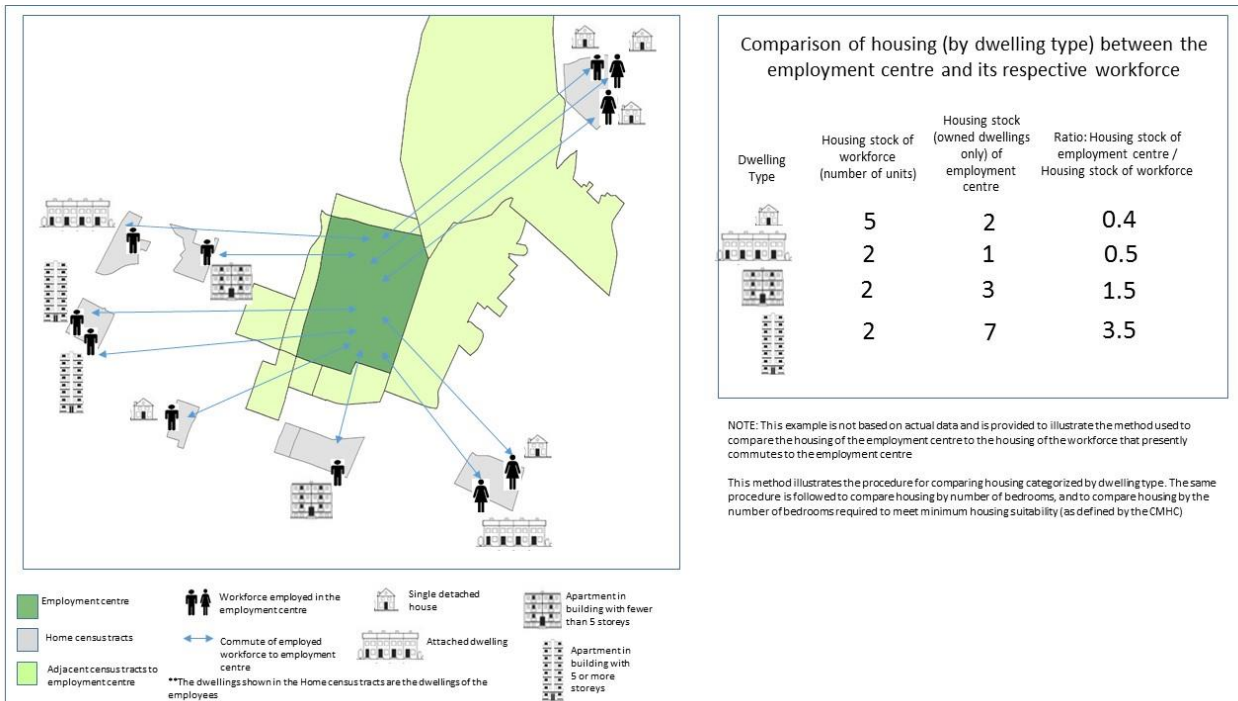 Comparison of housing (by dwelling type) between the
employment centre and its respective workforce
Dwelling
Type
Housing stock of
workforce
(number of units)
Housing stock
(owned dwellings
only) of
employment
centre
Ratio: Housing stock of
employment centre /
Housing stock of workforce
5 2 0.4
2 1 0.5
2 3 1.5
2 7 3.5
NOTE: This example is not based on actual data and is provided to illustrate the method used to
compare the housing of the employment centre to the housing of the workforce that presently
commutes to the employment centre
This method illustrates the procedure for comparing housing categorized by dwelling type. The same
procedure is followed to compare housing by number of bedrooms, and to compare housing by the
number of bedrooms required to meet minimum housing suitability (as defined by the CMHC)
Employment centre
Home census tracts
Adjacent census tracts to
employment centre
Workforce employed in the
employment centre
Commute of employed
workforce to employment
centre
**The dwellings shown in the Home census tracts are the dwellings of the
employees
Single detached
house
Attached dwelling
Apartment in
building with fewer
than 5 storeys
Apartment in
building with
5 or more
storeys